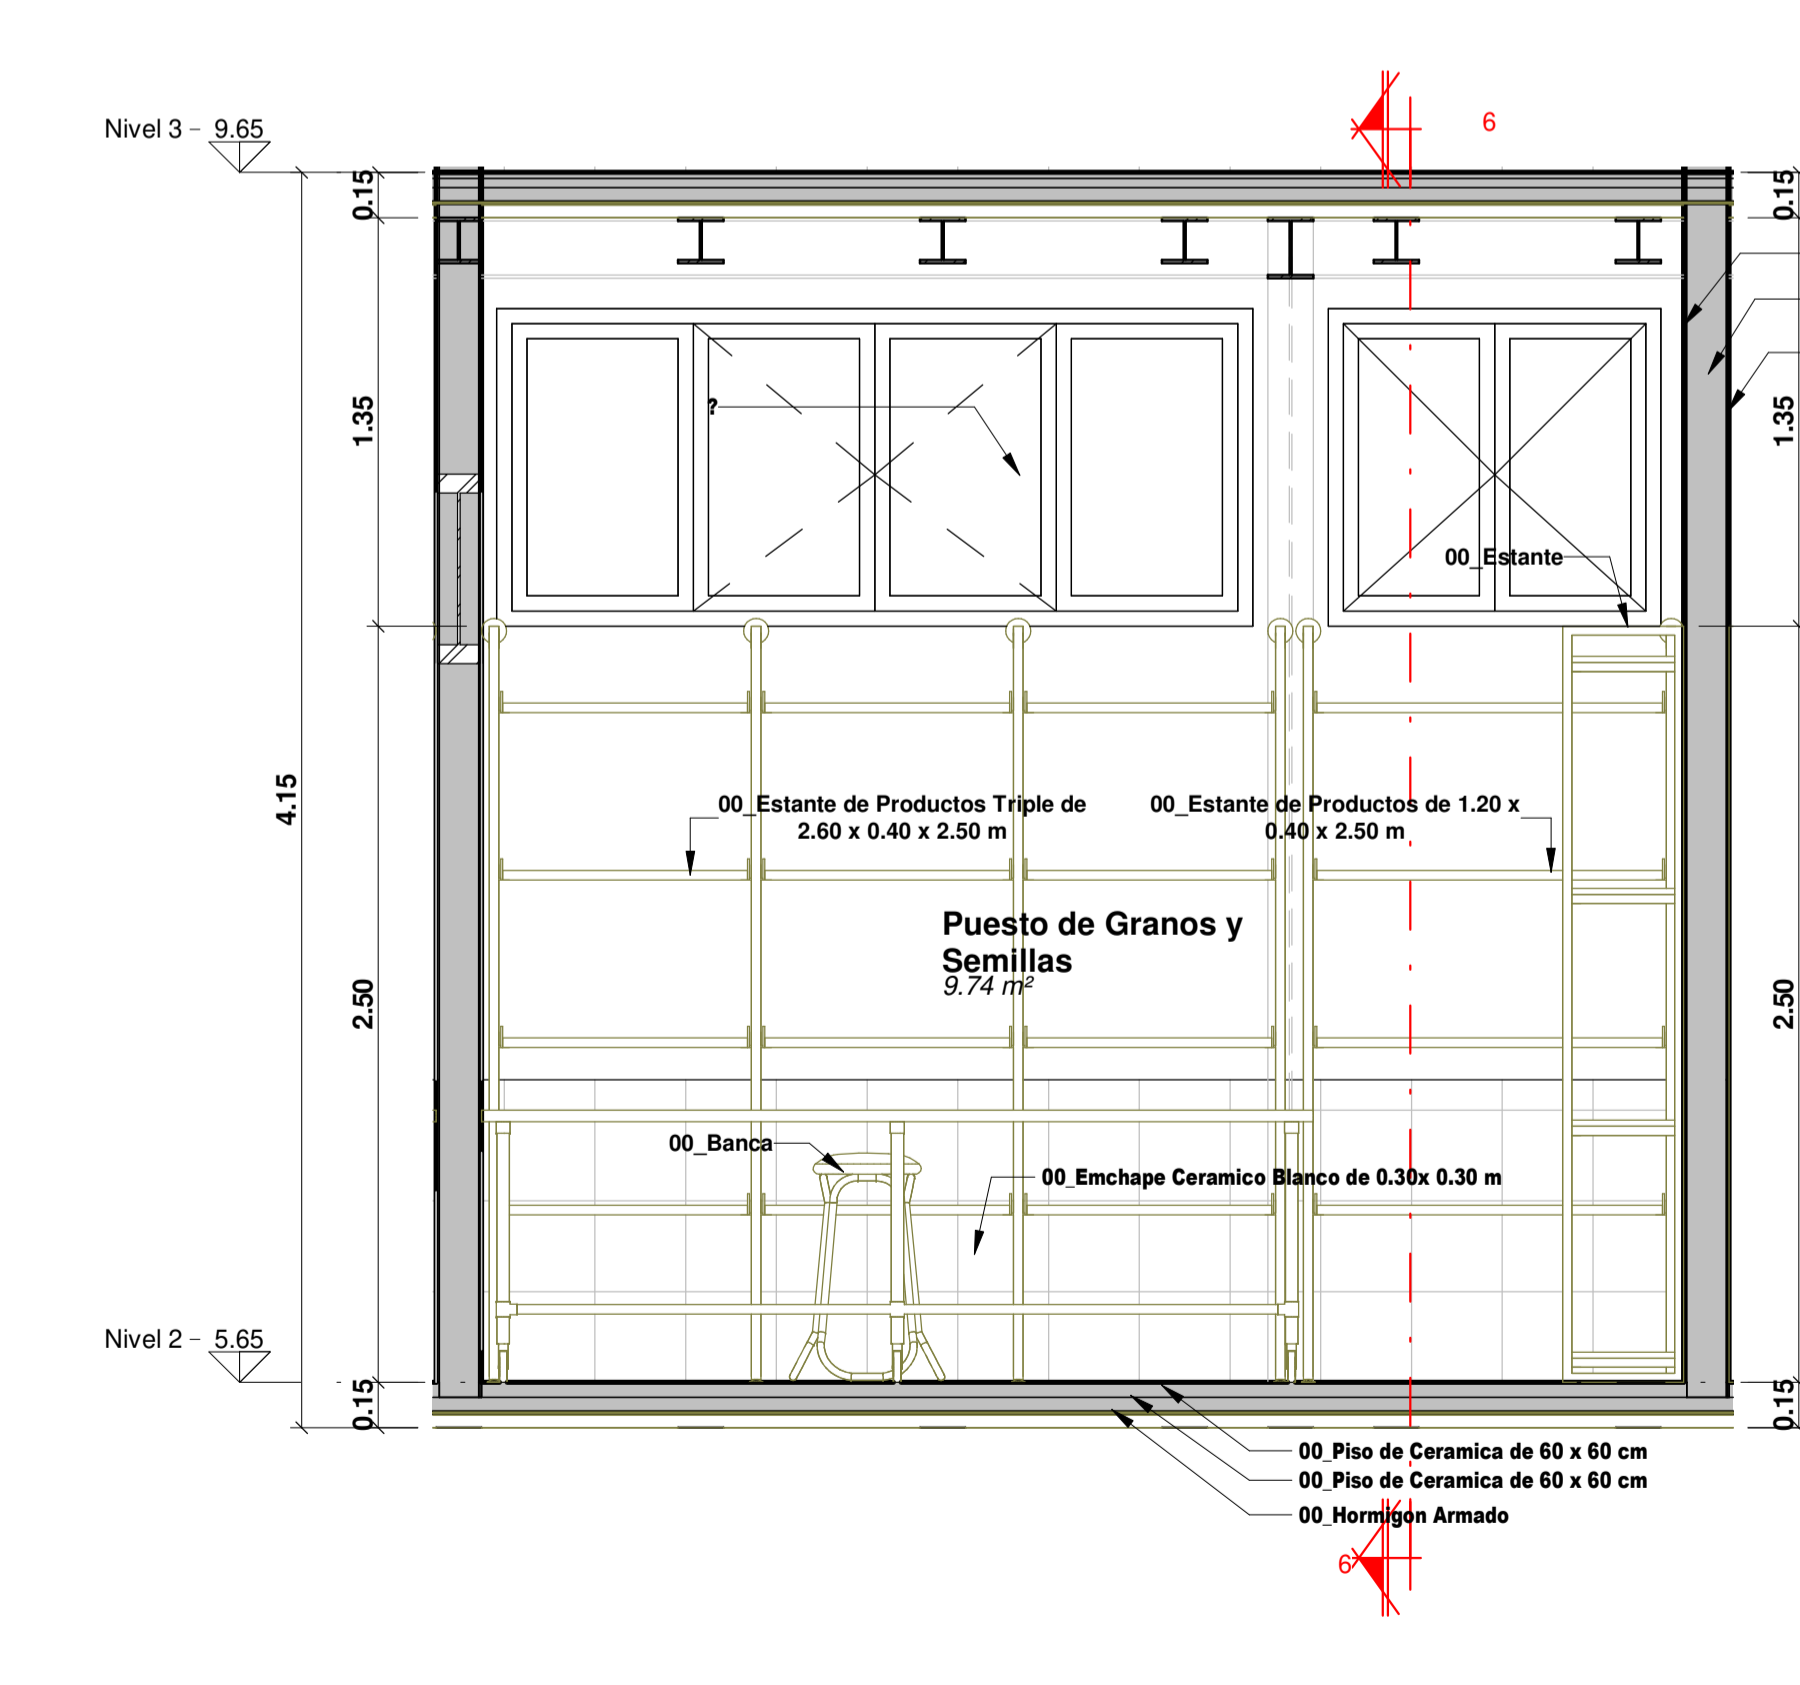 6
Nivel 3 - 9.65
0.15
0.15
1.35
1.35
?
00_Estante
4.15
00_Estante de Productos Triple de
2.60 x 0.40 x 2.50 m
00_Estante de Productos de 1.20 x
0.40 x 2.50 m
Puesto de Granos y
Semillas
9.74 m²
2.50
2.50
00_Banca
00_Emchape Ceramico Blanco de 0.30x 0.30 m
Nivel 2 - 5.65
0.15
0.15
00_Piso de Ceramica de 60 x 60 cm
00_Piso de Ceramica de 60 x 60 cm
00_Hormigon Armado
6